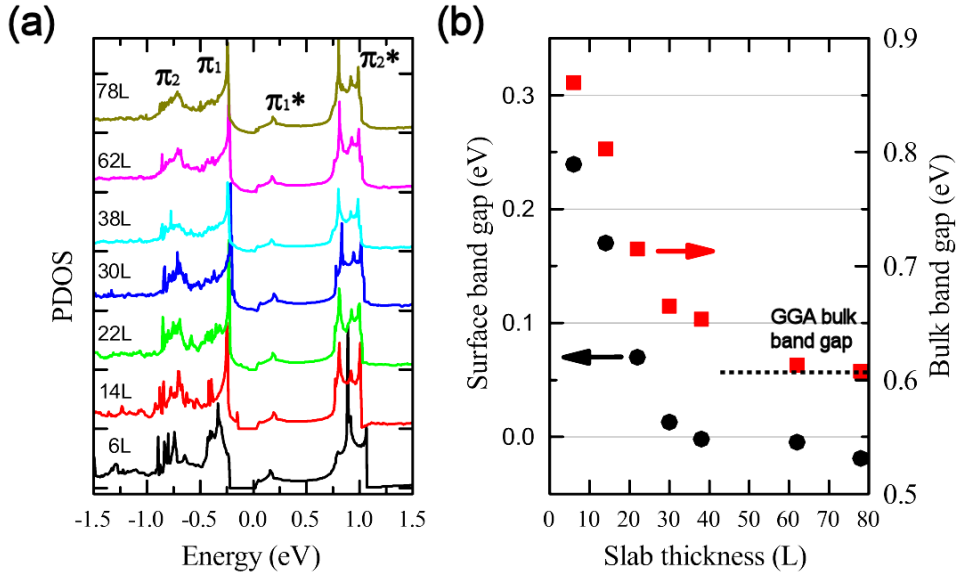 (a)
PDOS
π2
π1
π1*
π2*
78L
62L
38L
30L
22L
14L
6L
-1.5 -1.0 -0.5 0.0 0.5 1.0 1.5
Energy (eV)
(b)
Surface band gap (eV)
0.3
0.2
0.1
0.0
GGA bulk
band gap
0.9
0.8
0.7
0.6
0.5
Bulk band gap (eV)
0 10 20 30 40 50 60 70 80
Slab thickness (L)